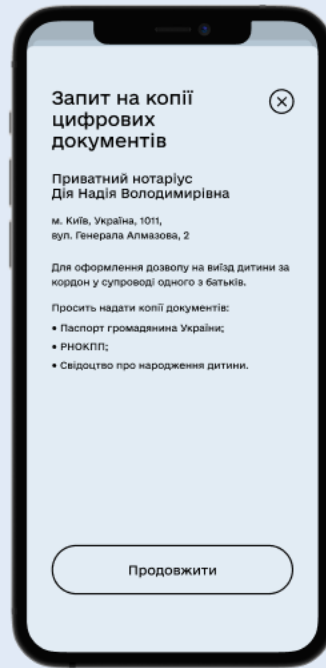 Запит на копії
цифрових
документів
Приватний нотаріус
Дія Надія Володимирівна
м. Київ, Україна, 1011,
вул. Генерала Алмазова, 2
Для оформлення дозволу на виїзд дитини за
кордон у супроводі одного з батьків.
Просить надати копії документів:
• Паспорт громадянина України;
• РНОКПП;
• Свідоцтво про народження дитини.
Продовжити